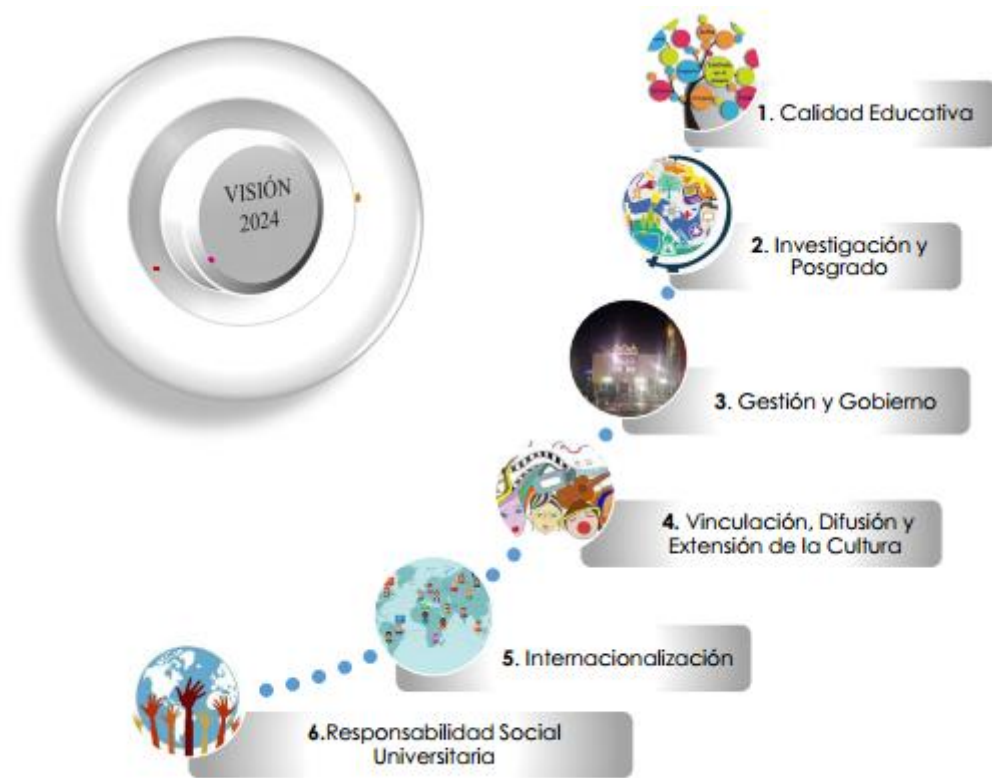 VISIÓN
2024
1. Calidad Educativa
2. Investigación y
Posgrado
3. Gestión y Gobierno
4. Vinculación, Difusión y
Extensión de la Cultura
5. Internacionalización
6.Responsabilidad Social
Universitaria